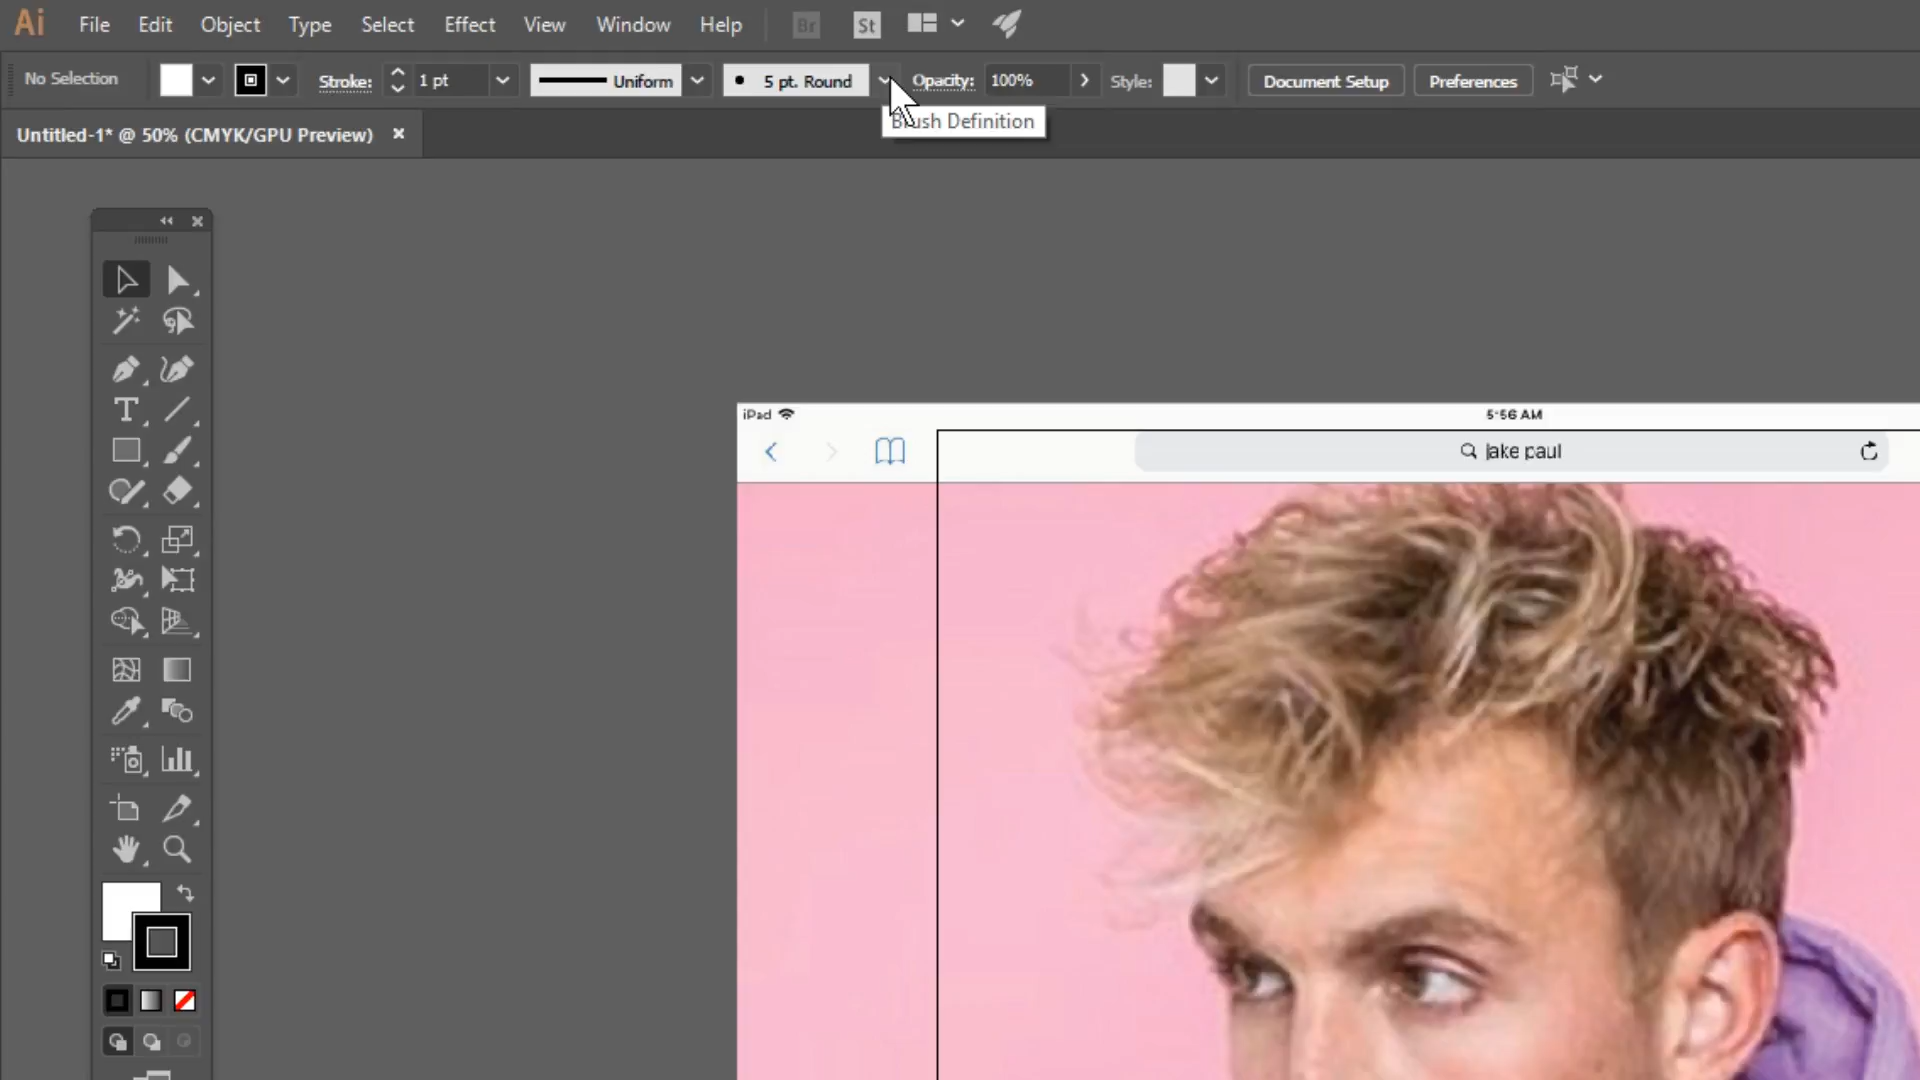 Ai File Edit Object Type Select Effect View Window Help Br St
No Selection Stroke: 1 pt Uniform 5 pt. Round Opacity: 100% Style: Document Setup Preferences
Brush Definition
Untitled-1* @ 50% (CMYK/GPU Preview)
iPad 5:56 AM
jake paul